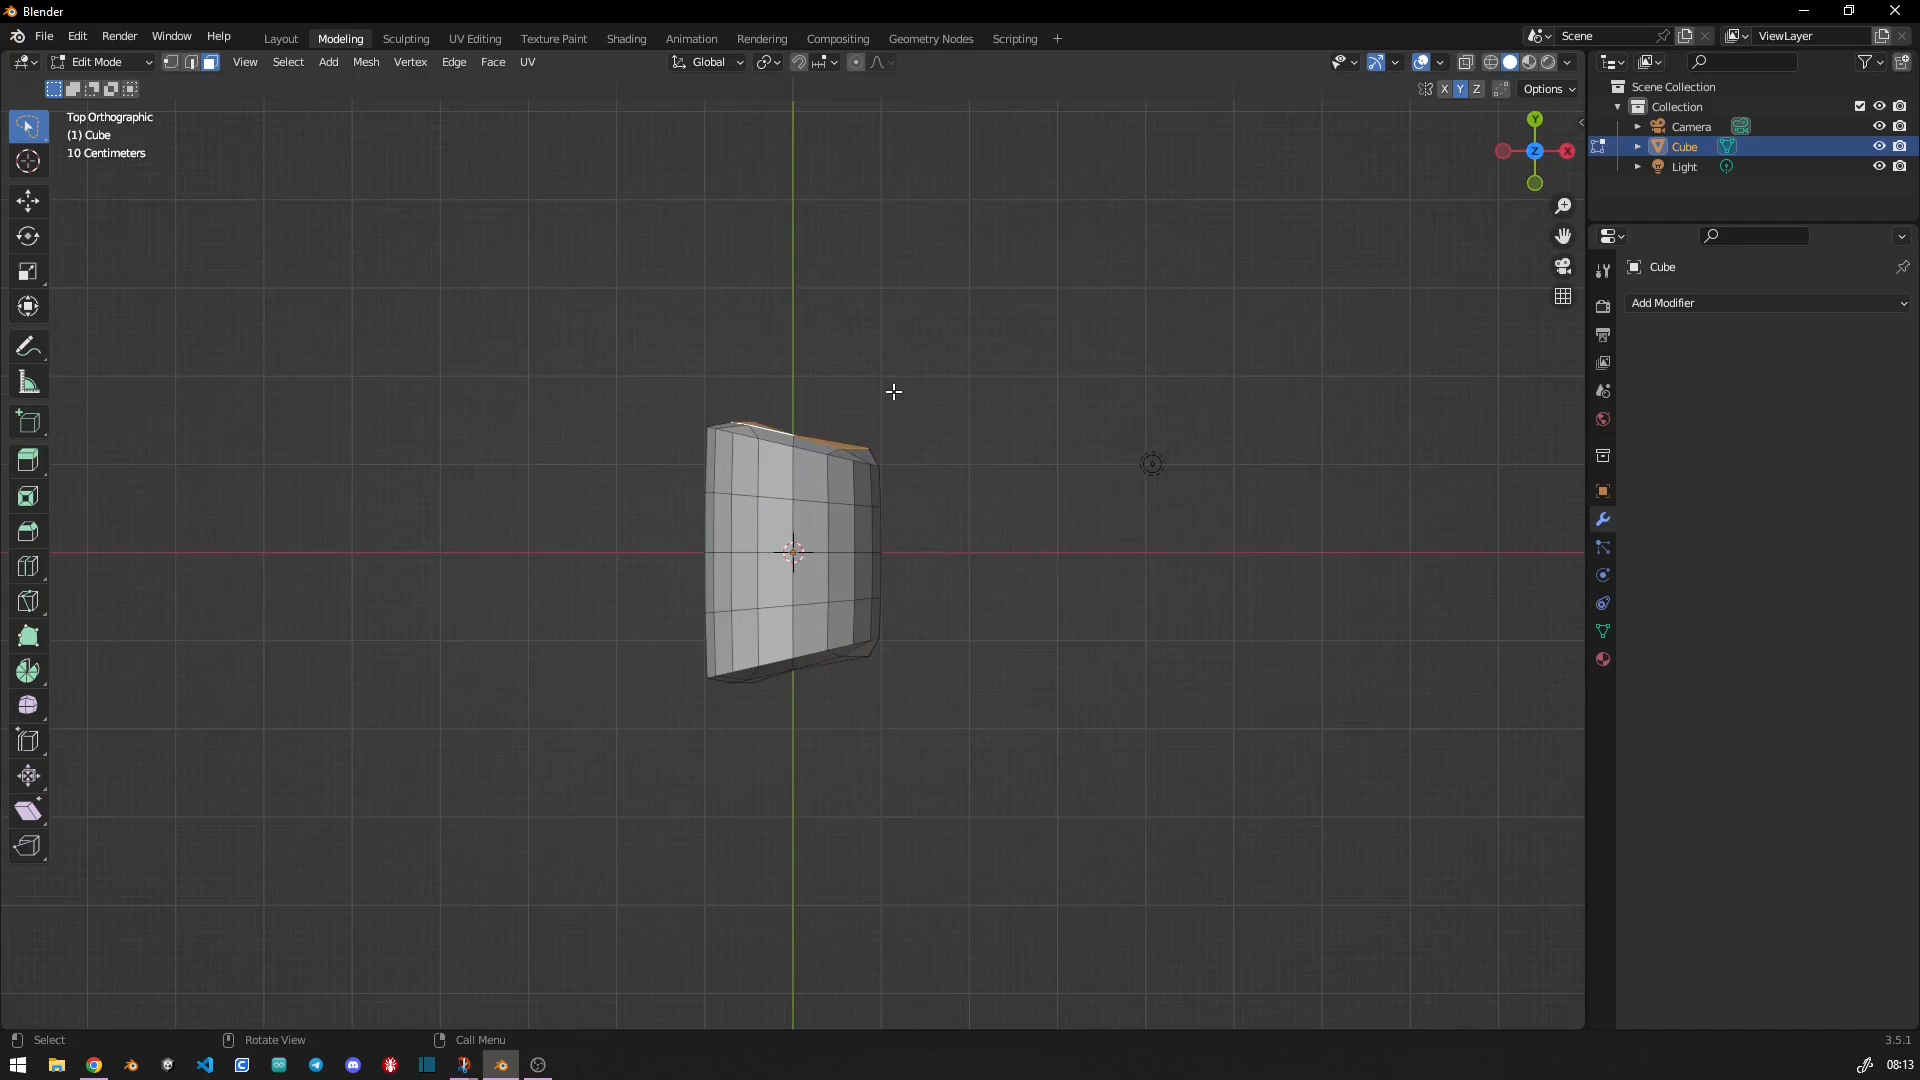 Blender
File Edit Render Window Help Layout Modeling Sculpting UV Editing Texture Paint Shading Animation Rendering Compositing Geometry Nodes Scripting + Scene ViewLayer
Edit Mode View Select Add Mesh Vertex Edge Face UV Global
X Y Z Options
Top Orthographic
(1) Cube
10 Centimeters
Y
Z X
Scene Collection
Collection
Camera
Cube
Light
Cube
Add Modifier
Select Rotate View Call Menu 3.5.1
08:13